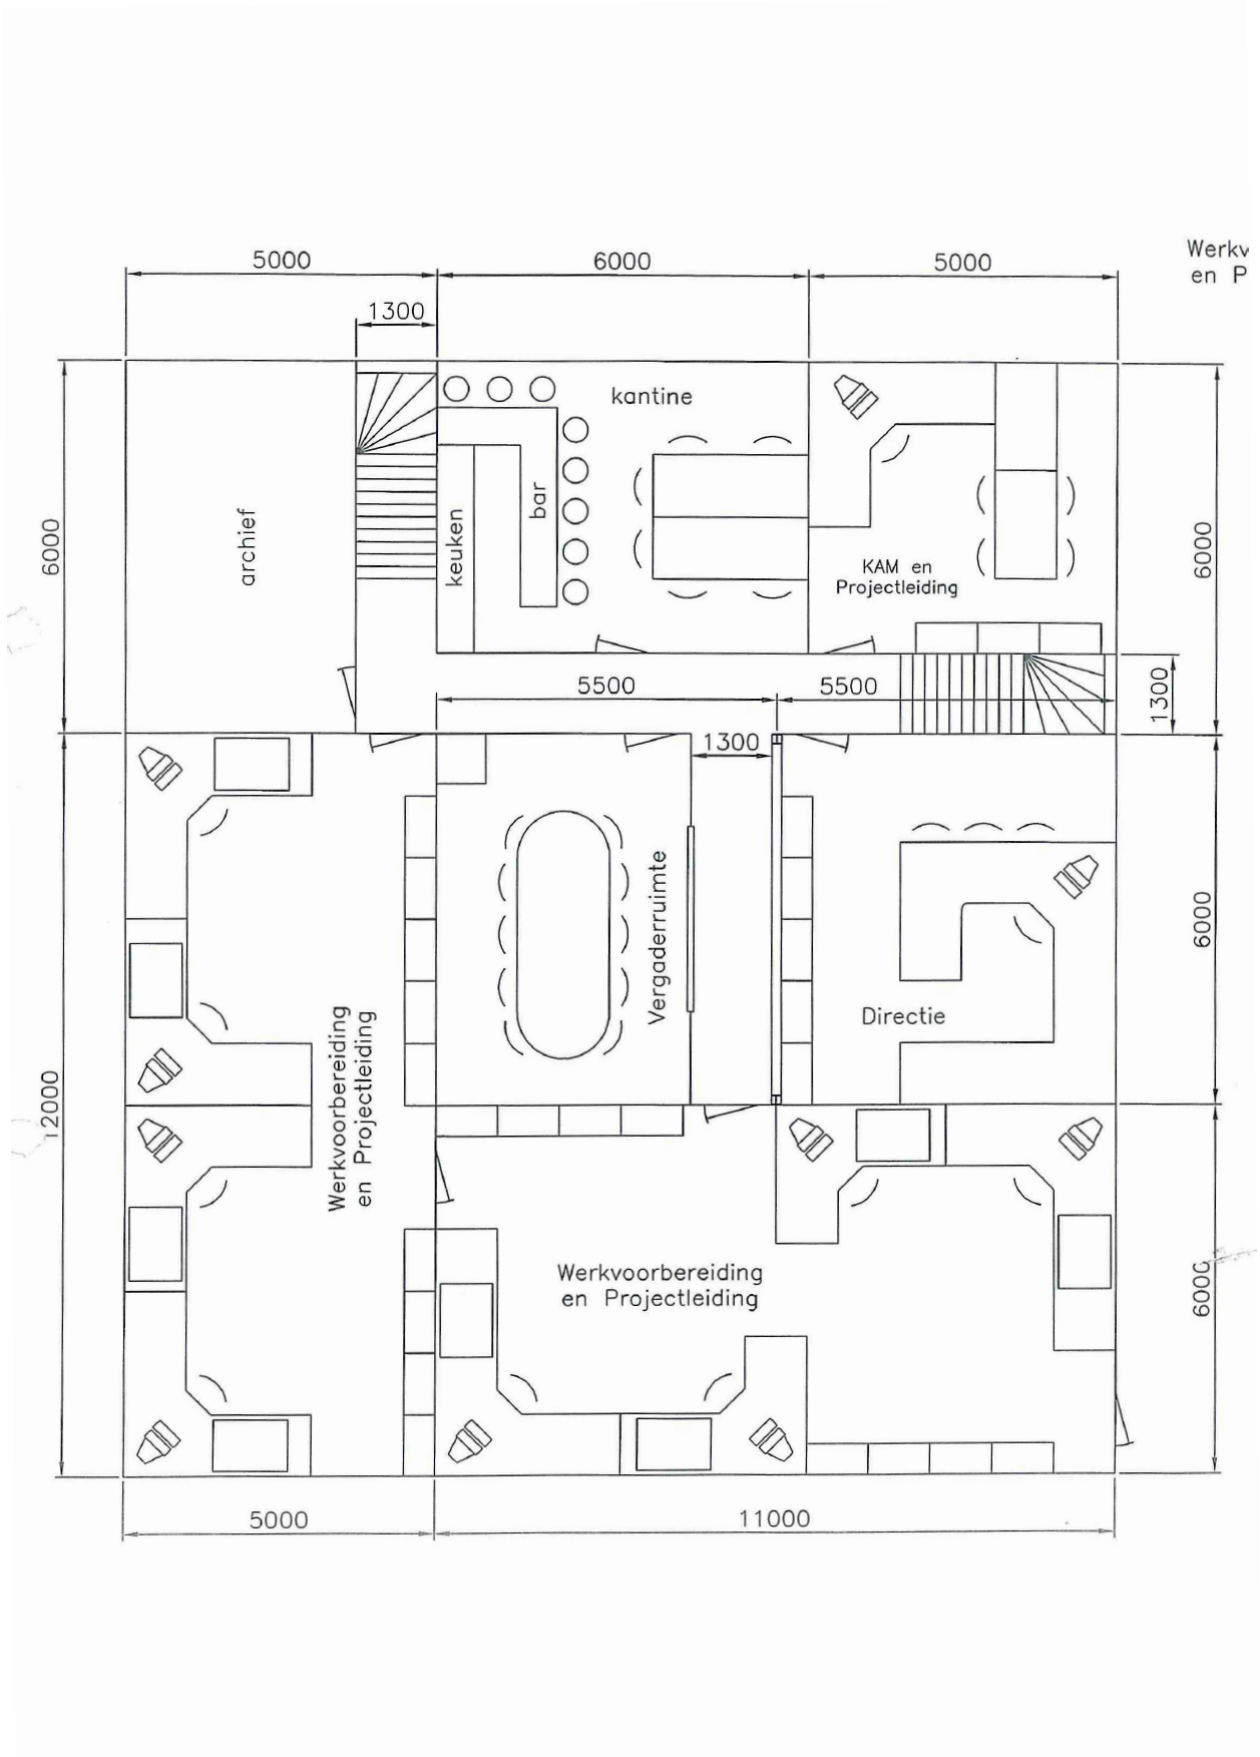 5000
6000
5000
Werkv
en P
1300
kantine
6000
archief
keuken
bar
KAM en
Projectleiding
6000
5500
5500
1300
1300
Vergaderruimte
Directie
6000
12000
Werkvoorbereiding
en Projectleiding
Werkvoorbereiding
en Projectleiding
6000
5000
11000